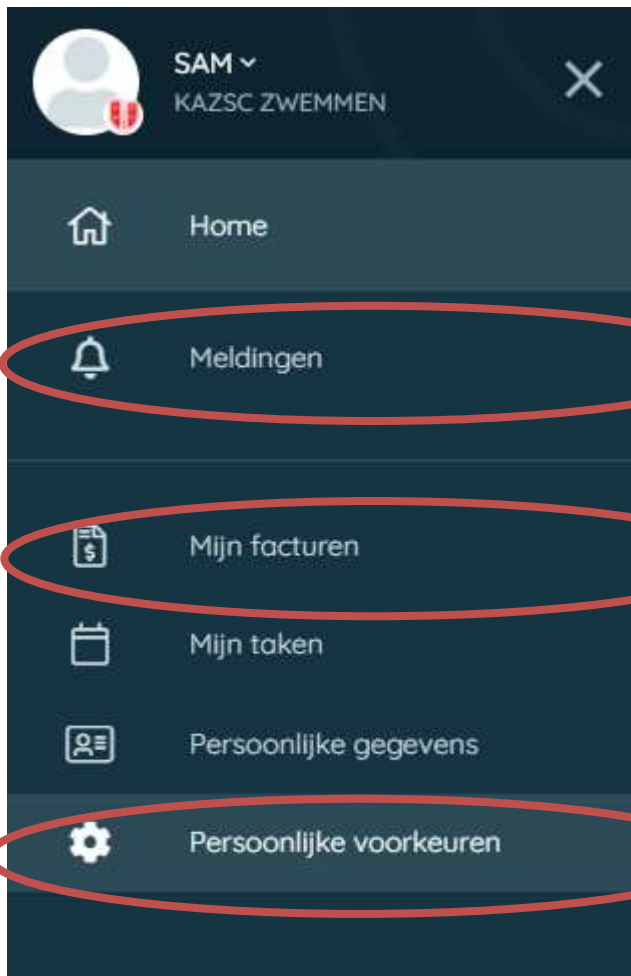 SAM
KAZSC ZWEMMEN
Home
Meldingen
Mijn facturen
Mijn taken
Persoonlijke gegevens
Persoonlijke voorkeuren